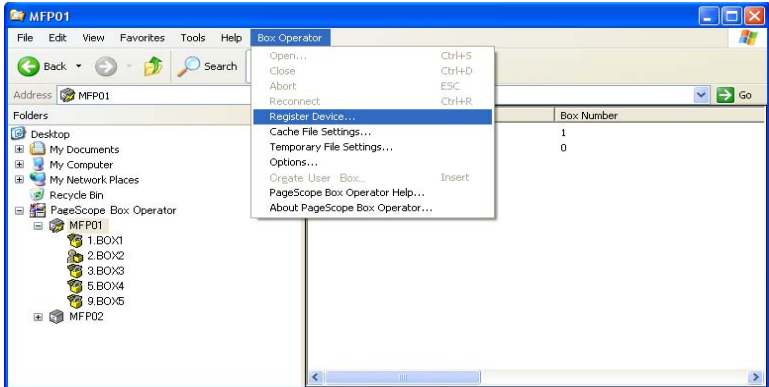 MFP01
File Edit View Favorites Tools Help Box Operator
Back Search
Address MFP01 Go
Folders
Desktop
My Documents
My Computer
My Network Places
Recycle Bin
PageScope Box Operator
MFP01
1.BOX1
2.BOX2
3.BOX3
5.BOX4
9.BOX5
MFP02
Open... Ctrl+S
Close Ctrl+D
Abort ESC
Reconnect Ctrl+R
Register Device...
Cache File Settings...
Temporary File Settings...
Options...
Create User Box... Insert
PageScope Box Operator Help...
About PageScope Box Operator...
Box Number
1
0